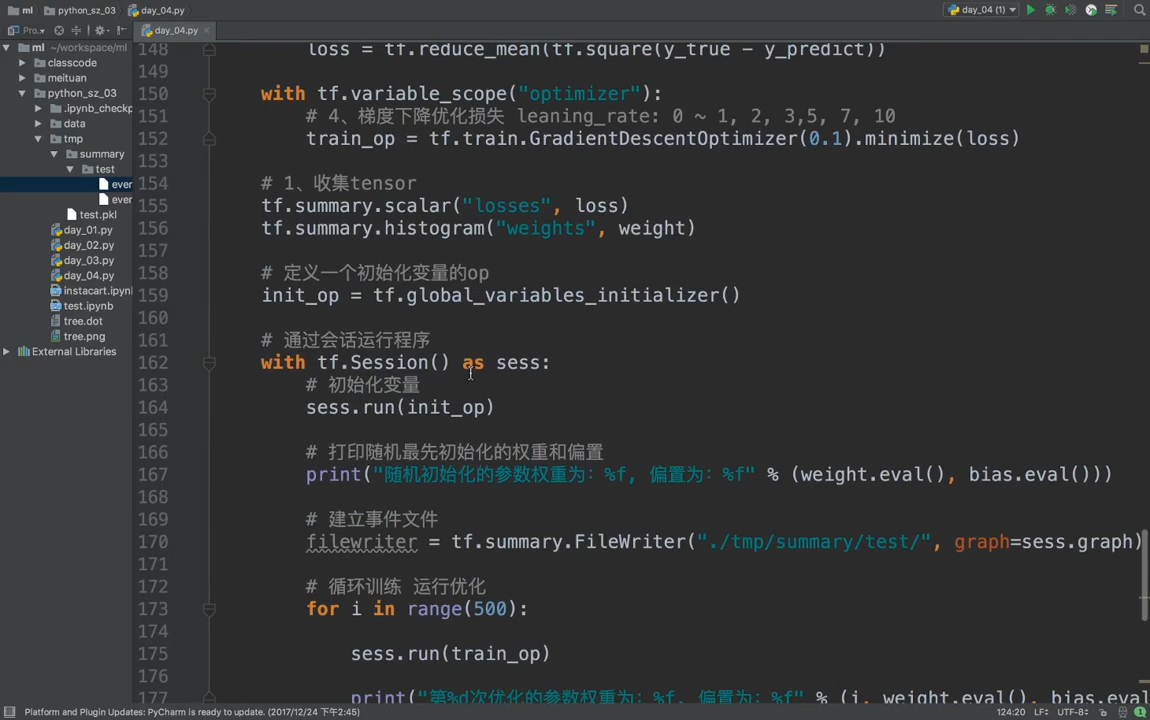 ml python_sz_03 day_04.py day_04 (1)
Pro.. day_04.py
ml ~/workspace/ml
classcode
meituan
python_sz_03
.ipynb_checkp
data
tmp
summary
test
ever
ever
test.pkl
day_01.py
day_02.py
day_03.py
day_04.py
instacart.ipynl
test.ipynb
tree.dot
tree.png
External Libraries
148 loss = tf.reduce_mean(tf.square(y_true - y_predict))
149
150 with tf.variable_scope("optimizer"):
151 # 4、梯度下降优化损失 leaning_rate: 0 ~ 1, 2, 3,5, 7, 10
152 train_op = tf.train.GradientDescentOptimizer(0.1).minimize(loss)
153
154 # 1、收集tensor
155 tf.summary.scalar("losses", loss)
156 tf.summary.histogram("weights", weight)
157
158 # 定义一个初始化变量的op
159 init_op = tf.global_variables_initializer()
160
161 # 通过会话运行程序
162 with tf.Session() as sess:
163 # 初始化变量
164 sess.run(init_op)
165
166 # 打印随机最先初始化的权重和偏置
167 print("随机初始化的参数权重为：%f, 偏置为：%f" % (weight.eval(), bias.eval()))
168
169 # 建立事件文件
170 filewriter = tf.summary.FileWriter("./tmp/summary/test/", graph=sess.graph)
171
172 # 循环训练 运行优化
173 for i in range(500):
174
175 sess.run(train_op)
176
177 print("第%d次优化的参数权重为：%f, 偏置为：%f" % (i, weight.eval(), bias.eval
Platform and Plugin Updates: PyCharm is ready to update. (2017/12/24 下午2:45) 124:20 LF÷ UTF-8÷ 1